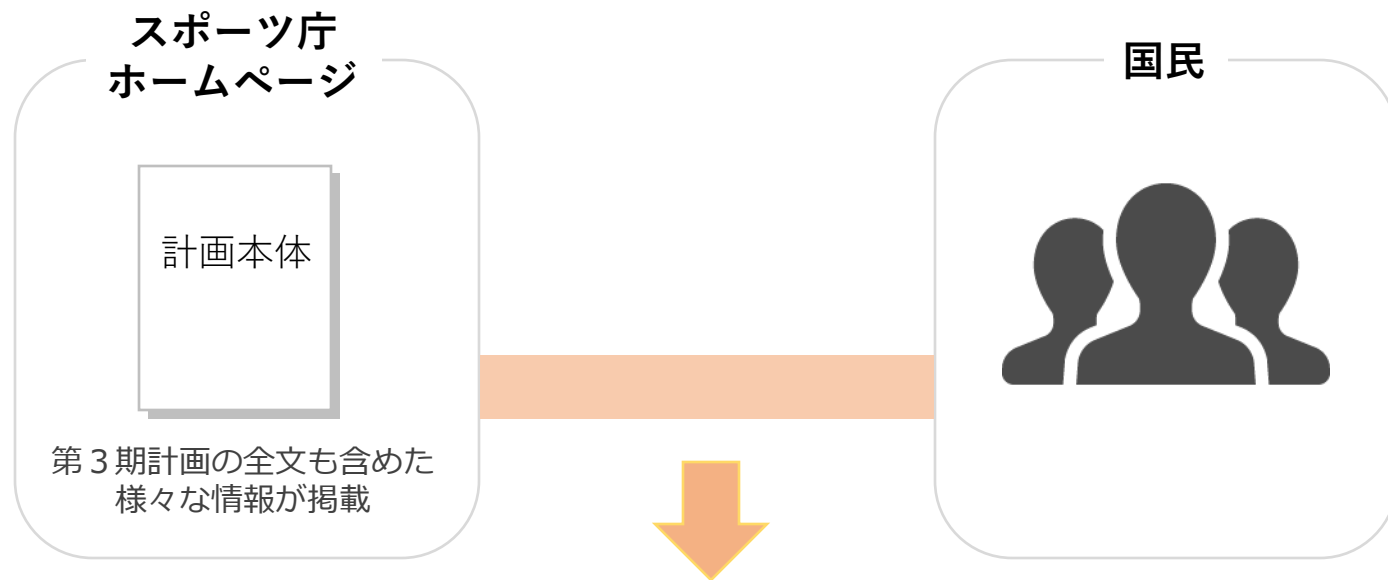 スポーツ庁
ホームページ
国民
計画本体
第３期計画の全文も含めた
様々な情報が掲載